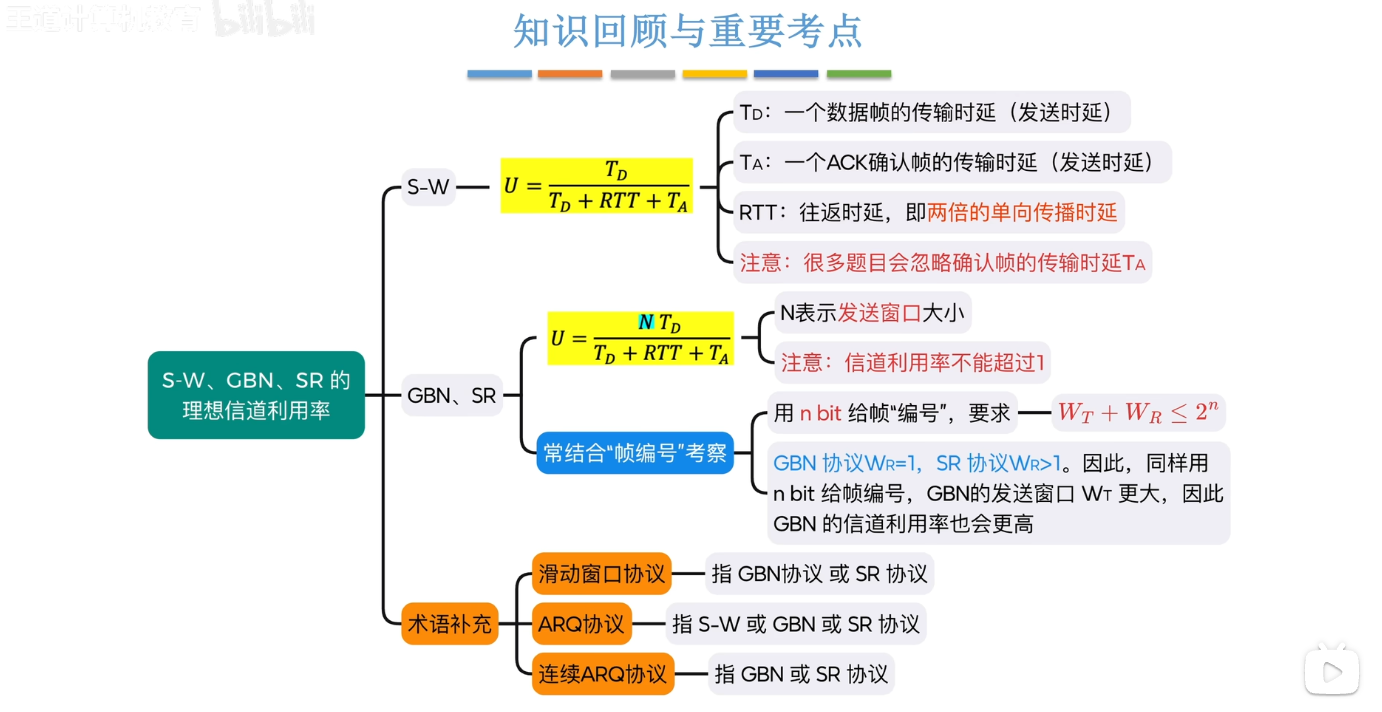 王道计算机教育 bilibili
知识回顾与重要考点
S-W、GBN、SR 的
理想信道利用率
S-W
U = T_D / (T_D + RTT + T_A)
TD：一个数据帧的传输时延（发送时延）
TA：一个ACK确认帧的传输时延（发送时延）
RTT：往返时延，即两倍的单向传播时延
注意：很多题目会忽略确认帧的传输时延TA
GBN、SR
U = N T_D / (T_D + RTT + T_A)
N表示发送窗口大小
注意：信道利用率不能超过1
常结合“帧编号”考察
用 n bit 给帧“编号”，要求
W_T + W_R ≤ 2^n
GBN 协议WR=1，SR 协议WR>1。因此，同样用
n bit 给帧编号，GBN的发送窗口 WT 更大，因此
GBN 的信道利用率也会更高
术语补充
滑动窗口协议
指 GBN协议 或 SR 协议
ARQ协议
指 S-W 或 GBN 或 SR 协议
连续ARQ协议
指 GBN 或 SR 协议